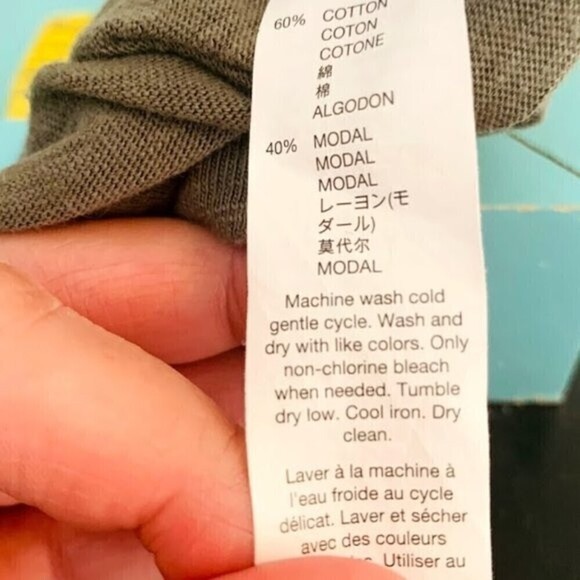 60% COTTON
COTON
COTONE
綿
棉
ALGODON
40% MODAL
MODAL
MODAL
レーヨン(モ
ダール)
莫代尔
MODAL
Machine wash cold
gentle cycle. Wash and
dry with like colors. Only
non-chlorine bleach
when needed. Tumble
dry low. Cool iron. Dry
clean.
Laver à la machine à
l'eau froide au cycle
délicat. Laver et sécher
avec des couleurs
Utiliser au